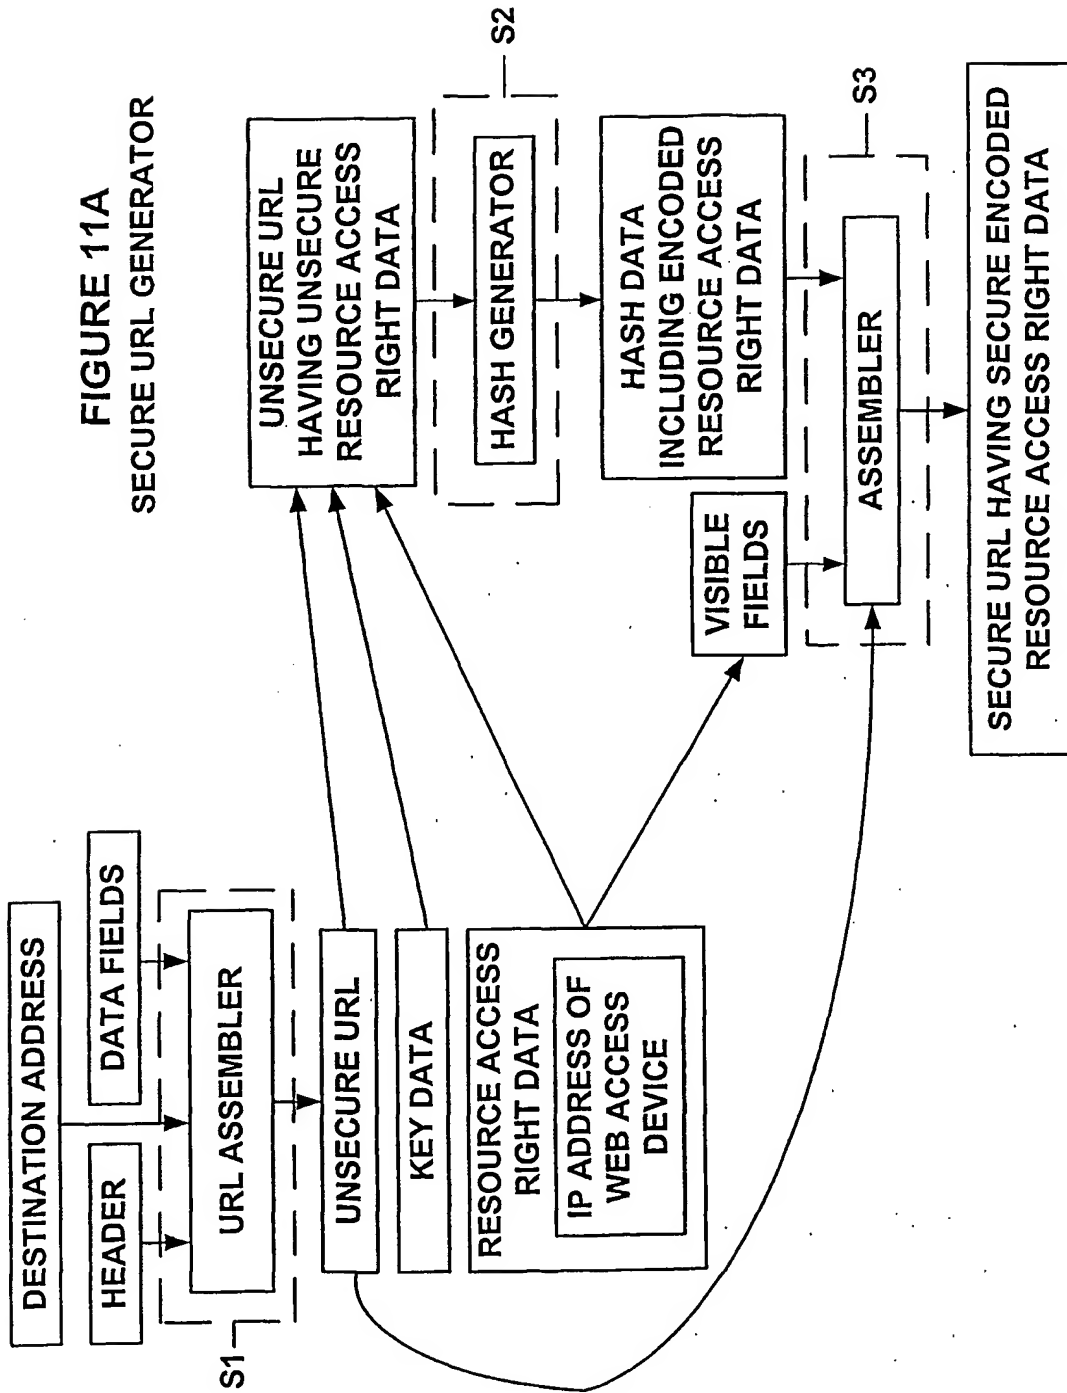 FIGURE 11A
SECURE URL GENERATOR
DESTINATION ADDRESS
HEADER
DATA FIELDS
URL ASSEMBLER
S1
UNSECURE URL
KEY DATA
RESOURCE ACCESS
RIGHT DATA
IP ADDRESS OF
WEB ACCESS
DEVICE
UNSECURE URL
HAVING UNSECURE
RESOURCE ACCESS
RIGHT DATA
HASH GENERATOR
S2
HASH DATA
INCLUDING ENCODED
RESOURCE ACCESS
RIGHT DATA
VISIBLE
FIELDS
ASSEMBLER
S3
SECURE URL HAVING SECURE ENCODED
RESOURCE ACCESS RIGHT DATA